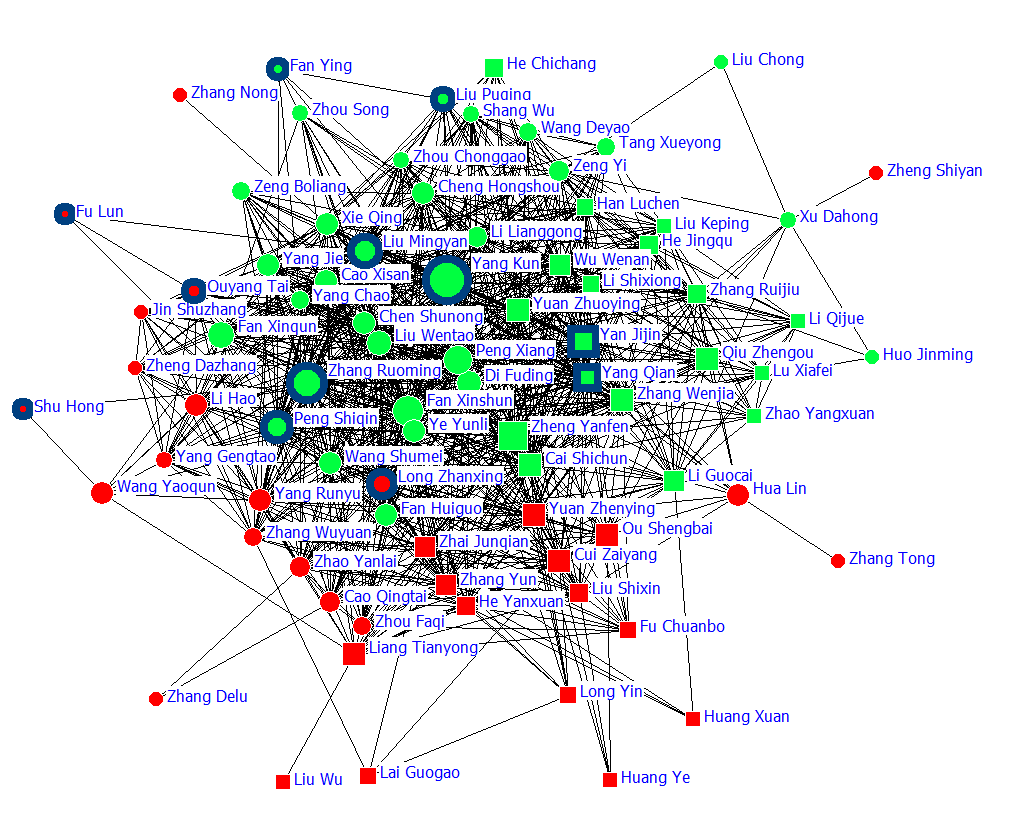 He Chichang
Liu Chong
Fan Ying
Zhang Nong
Liu Puqing
Zhou Song
Shang Wu
Wang Deyao
Tang Xueyong
Zhou Chonggao
Zeng Yi
Zheng Shiyan
Zeng Boliang
Cheng Hongshou
Han Luchen
Fu Lun
Xie Qing
Li Lianggong
Liu Keping
Xu Dahong
Liu Mingyan
He Jingqu
Yang Jie
Yang Kun
Wu Wenan
Cao Xisan
Li Shixiong
Ouyang Tai
Yang Chao
Zhang Ruijiu
Jin Shuzhang
Yuan Zhuoying
Chen Shunong
Li Qijue
Fan Xinqun
Liu Wentao
Yan Jijin
Peng Xiang
Qiu Zhengou
Huo Jinming
Zheng Dazhang
Zhang Ruoming
Di Fuding
Yang Qian
Lu Xiafei
Li Hao
Fan Xinshun
Zhang Wenjia
Shu Hong
Peng Shiqin
Ye Yunli
Zheng Yanfen
Zhao Yangxuan
Yang Gengtao
Wang Shumei
Cai Shichun
Wang Yaoqun
Long Zhanxing
Li Guocai
Yang Runyu
Hua Lin
Fan Huiguo
Yuan Zhenying
Zhang Wuyuan
Zhai Junqian
Ou Shengbai
Zhao Yanlai
Cui Zaiyang
Zhang Tong
Zhang Yun
Liu Shixin
Cao Qingtai
He Yanxuan
Zhou Faqi
Fu Chuanbo
Liang Tianyong
Zhang Delu
Long Yin
Huang Xuan
Liu Wu
Lai Guogao
Huang Ye